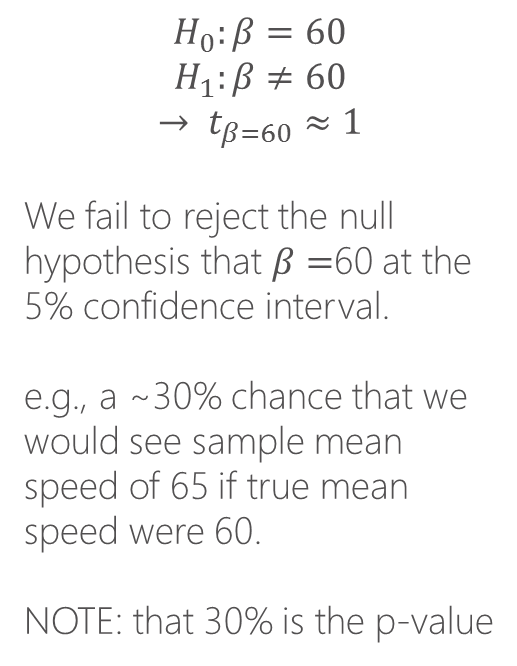 H₀: β = 60
H₁: β ≠ 60
→ t_{β=60} ≈ 1
We fail to reject the null
hypothesis that β =60 at the
5% confidence interval.
e.g., a ~30% chance that we
would see sample mean
speed of 65 if true mean
speed were 60.
NOTE: that 30% is the p-value